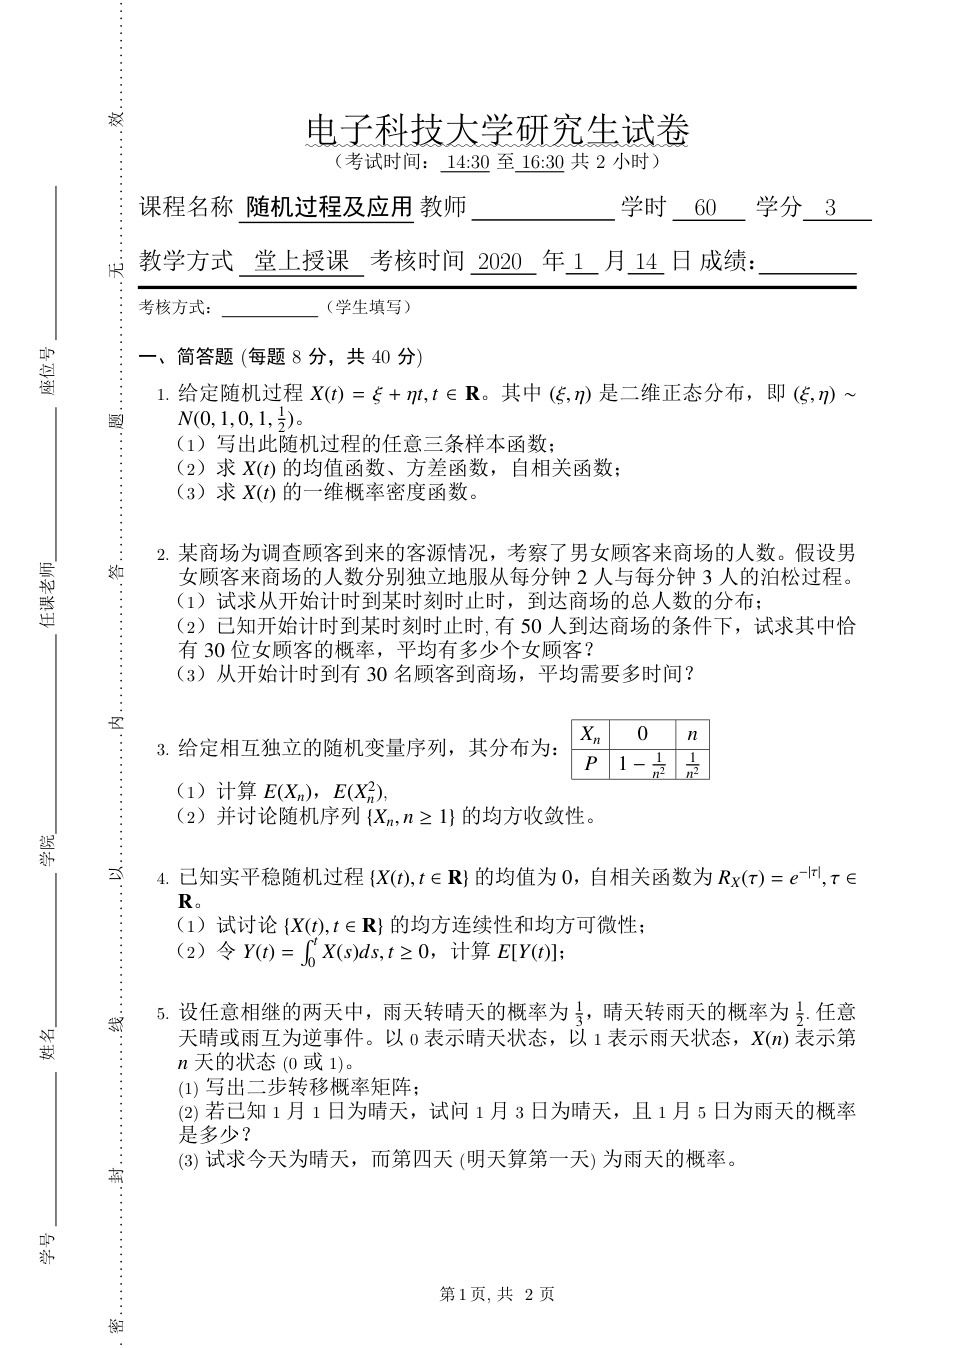 电子科技大学研究生试卷
（考试时间： 14:30 至 16:30 共 2 小时）
课程名称 随机过程及应用 教师 学时 60 学分 3
教学方式 堂上授课 考核时间 2020 年 1 月 14 日 成绩：
考核方式： （学生填写）
一、简答题 (每题 8 分，共 40 分)
1. 给定随机过程 X(t) = ξ + ηt, t ∈ R。其中 (ξ, η) 是二维正态分布，即 (ξ, η) ∼
N(0, 1, 0, 1, 1/2)。
（1）写出此随机过程的任意三条样本函数；
（2）求 X(t) 的均值函数、方差函数，自相关函数；
（3）求 X(t) 的一维概率密度函数。
2. 某商场为调查顾客到来的客源情况，考察了男女顾客来商场的人数。假设男
女顾客来商场的人数分别独立地服从每分钟 2 人与每分钟 3 人的泊松过程。
（1）试求从开始计时到某时刻时止时，到达商场的总人数的分布；
（2）已知开始计时到某时刻时止时, 有 50 人到达商场的条件下，试求其中恰
有 30 位女顾客的概率，平均有多少个女顾客？
（3）从开始计时到有 30 名顾客到商场，平均需要多时间？
3. 给定相互独立的随机变量序列，其分布为：
Xₙ 0 n
P 1 − 1/n² 1/n²
（1）计算 E(Xₙ)，E(Xₙ²),
（2）并讨论随机序列 {Xₙ, n ≥ 1} 的均方收敛性。
4. 已知实平稳随机过程 {X(t), t ∈ R} 的均值为 0，自相关函数为 R_X(τ) = e^{−|τ|}, τ ∈
R。
（1）试讨论 {X(t), t ∈ R} 的均方连续性和均方可微性；
（2）令 Y(t) = ∫₀ᵗ X(s)ds, t ≥ 0，计算 E[Y(t)]；
5. 设任意相继的两天中，雨天转晴天的概率为 1/3，晴天转雨天的概率为 1/2. 任意
天晴或雨互为逆事件。以 0 表示晴天状态，以 1 表示雨天状态，X(n) 表示第
n 天的状态 (0 或 1)。
(1) 写出二步转移概率矩阵；
(2) 若已知 1 月 1 日为晴天，试问 1 月 3 日为晴天，且 1 月 5 日为雨天的概率
是多少？
(3) 试求今天为晴天，而第四天 (明天算第一天) 为雨天的概率。
第 1 页, 共 2 页
学号 姓名 学院 任课老师 座位号
密 封 线 以 内 答 题 无 效